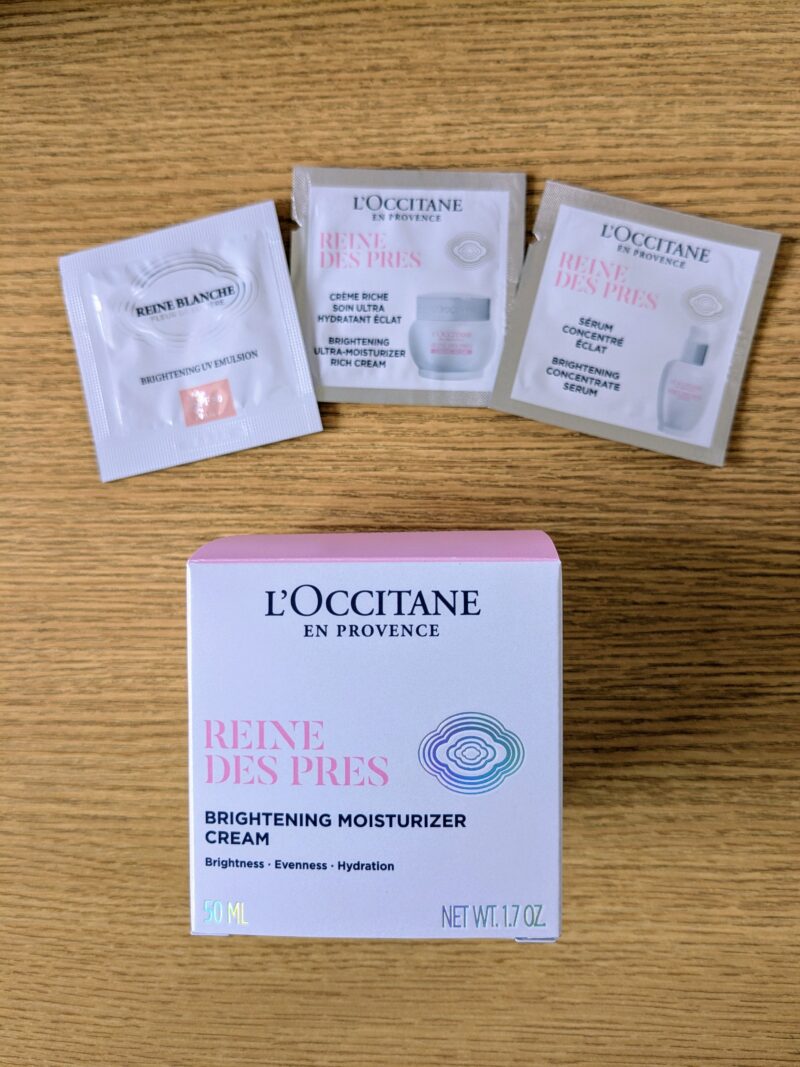 REINE BLANCHE
BRIGHTENING UV EMULSION
L'OCCITANE
EN PROVENCE
REINE
DES PRES
CRÈME RICHE
SOIN ULTRA
HYDRATANT ÉCLAT
BRIGHTENING
ULTRA-MOISTURIZER
RICH CREAM
L'OCCITANE
EN PROVENCE
REINE
DES PRES
SÉRUM
CONCENTRÉ
ÉCLAT
BRIGHTENING
CONCENTRATE
SERUM
L'OCCITANE
EN PROVENCE
REINE
DES PRES
BRIGHTENING MOISTURIZER
CREAM
Brightness · Evenness · Hydration
50 ML
NET WT. 1.7 OZ.